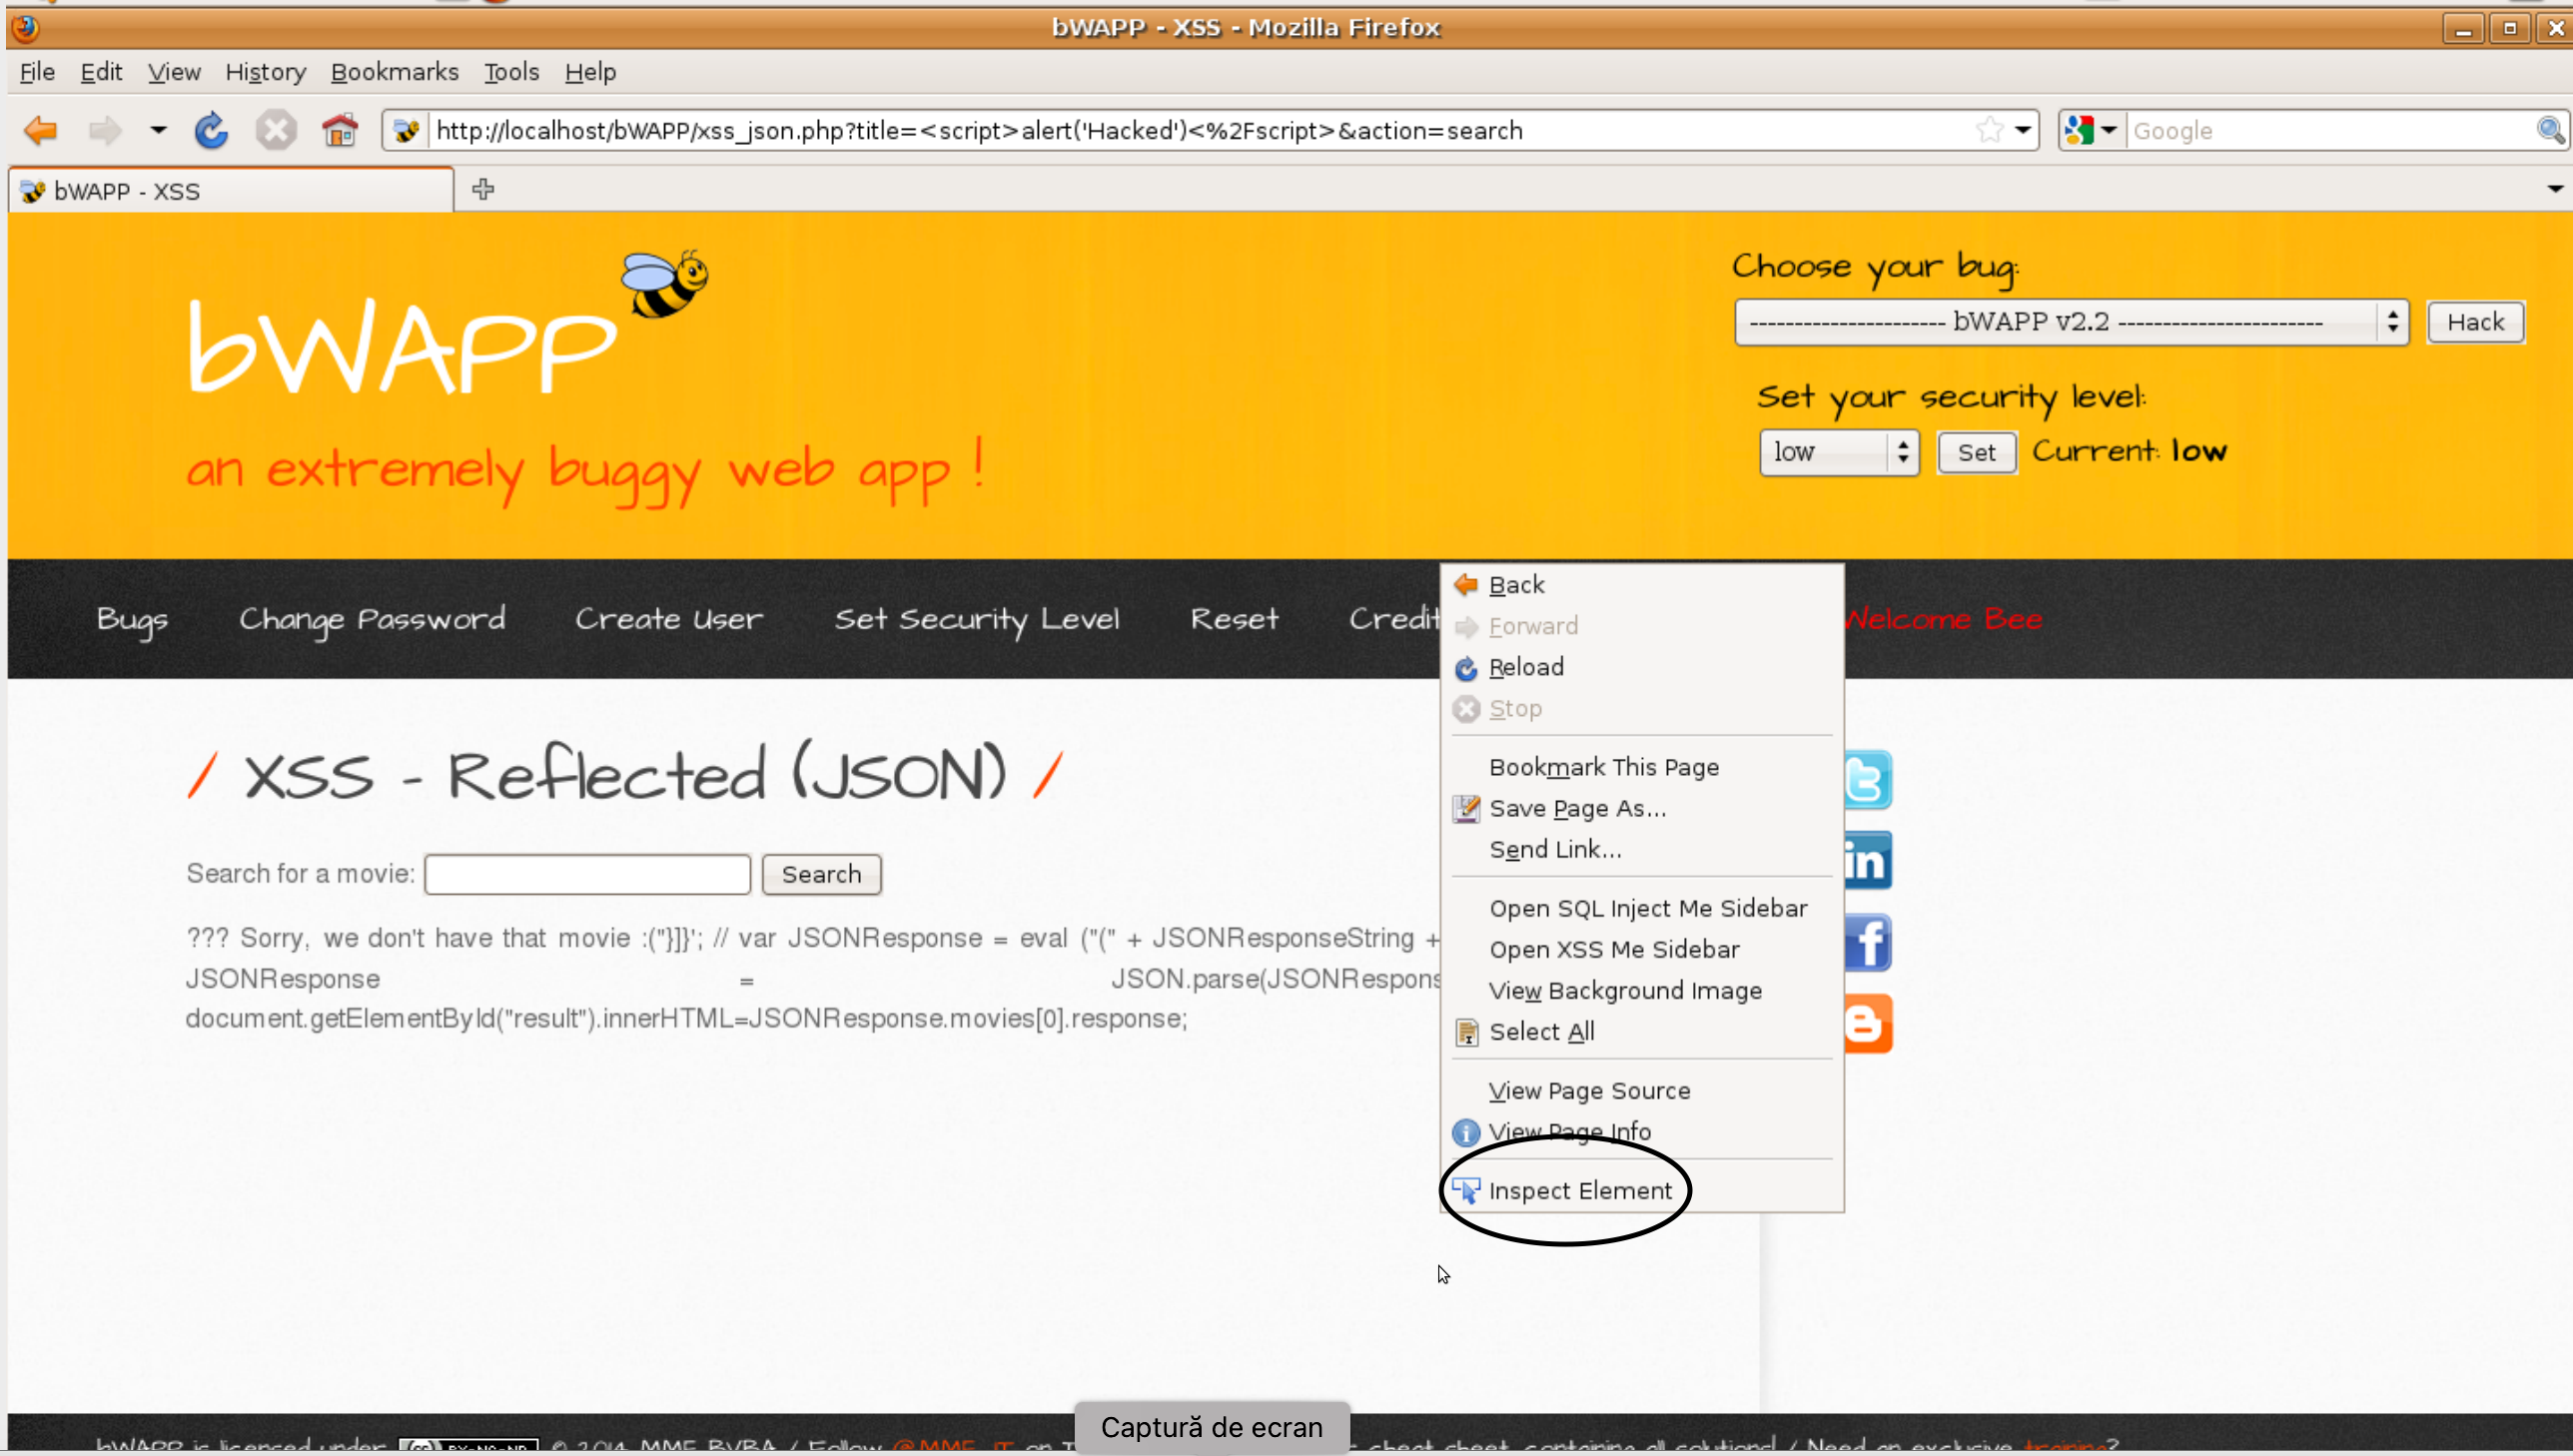 bWAPP - XSS - Mozilla Firefox
File Edit View History Bookmarks Tools Help
http://localhost/bWAPP/xss_json.php?title=<script>alert('Hacked')<%2Fscript>&action=search
Google
bWAPP - XSS
Choose your bug:
bWAPP
---------------------- bWAPP v2.2 -----------------------
Hack
Set your security level:
an extremely buggy web app !
low Set Current: low
Bugs Change Password Create User Set Security Level Reset Credit Welcome Bee
Back
Forward
Reload
Stop
Bookmark This Page
Save Page As...
Send Link...
Open SQL Inject Me Sidebar
Open XSS Me Sidebar
View Background Image
Select All
View Page Source
View Page Info
Inspect Element
/ XSS - Reflected (JSON) /
Search for a movie: Search
??? Sorry, we don't have that movie :("}]}'; // var JSONResponse = eval ("(" + JSONResponseString +
JSONResponse = JSON.parse(JSONRespons
document.getElementById("result").innerHTML=JSONResponse.movies[0].response;
t
in
f
B
Captură de ecran
bWAPP is licensed under © 2014 MME BVBA / Follow @MME_IT on T cheat sheet, containing all solutions! / Need an exclusive training?